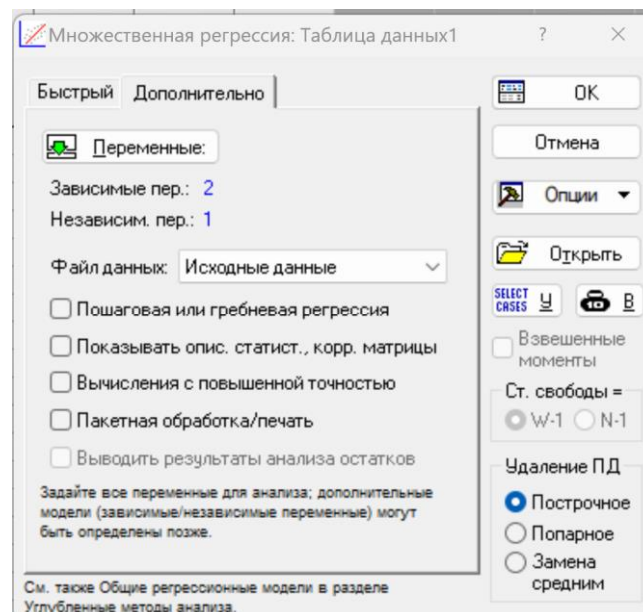 Множественная регрессия: Таблица данных1 ? ×
Быстрый Дополнительно
Переменные:
Зависимые пер.: 2
Независим. пер.: 1
Файл данных: Исходные данные
Пошаговая или гребневая регрессия
Показывать опис. статист., корр. матрицы
Вычисления с повышенной точностью
Пакетная обработка/печать
Выводить результаты анализа остатков
Задайте все переменные для анализа; дополнительные
модели (зависимые/независимые переменные) могут
быть определены позже.
См. также Общие регрессионные модели в разделе
Углубленные методы анализа.
OK
Отмена
Опции
Открыть
SELECT
CASES У В
Взвешенные
моменты
Ст. свободы =
W-1 N-1
Удаление ПД
Построчное
Попарное
Замена
средним